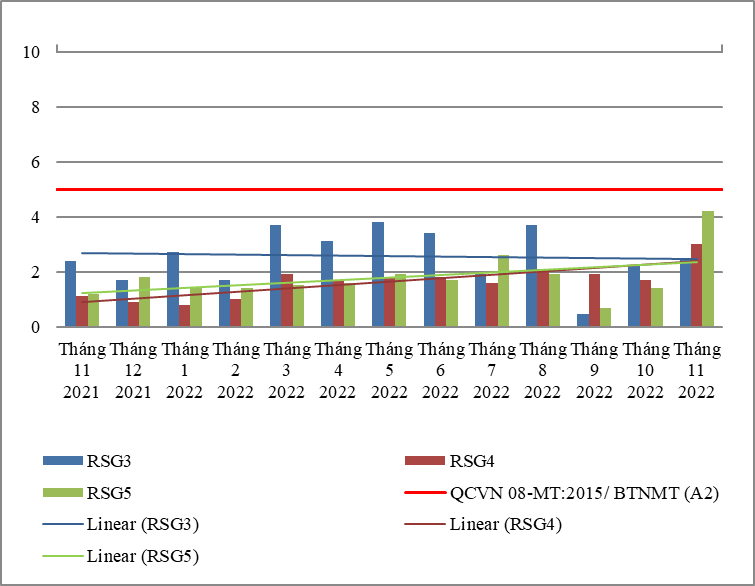 10
8
6
4
2
0
Tháng 11 2021
Tháng 12 2021
Tháng 1 2022
Tháng 2 2022
Tháng 3 2022
Tháng 4 2022
Tháng 5 2022
Tháng 6 2022
Tháng 7 2022
Tháng 8 2022
Tháng 9 2022
Tháng 10 2022
Tháng 11 2022
RSG3
RSG4
RSG5
QCVN 08-MT:2015/ BTNMT (A2)
Linear (RSG3)
Linear (RSG4)
Linear (RSG5)